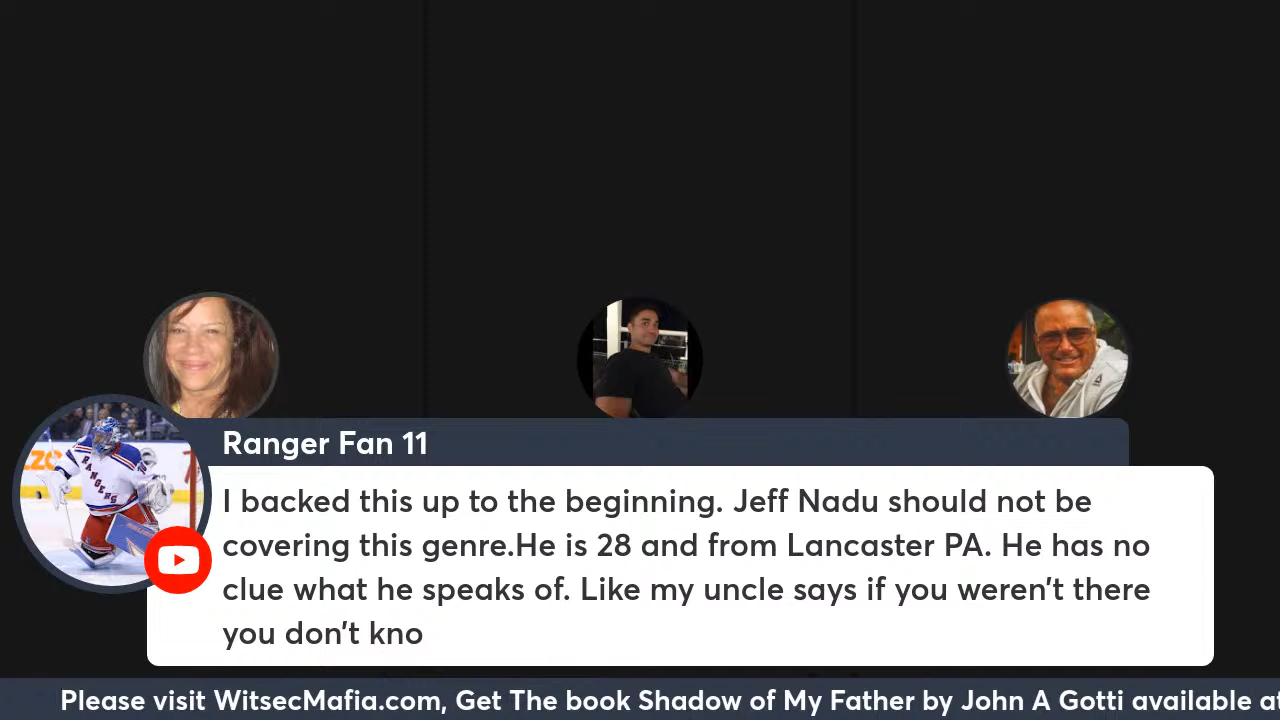 Ranger Fan 11
I backed this up to the beginning. Jeff Nadu should not be
covering this genre.He is 28 and from Lancaster PA. He has no
clue what he speaks of. Like my uncle says if you weren't there
you don't kno
RANGERS
Please visit WitsecMafia.com, Get The book Shadow of My Father by John A Gotti available at